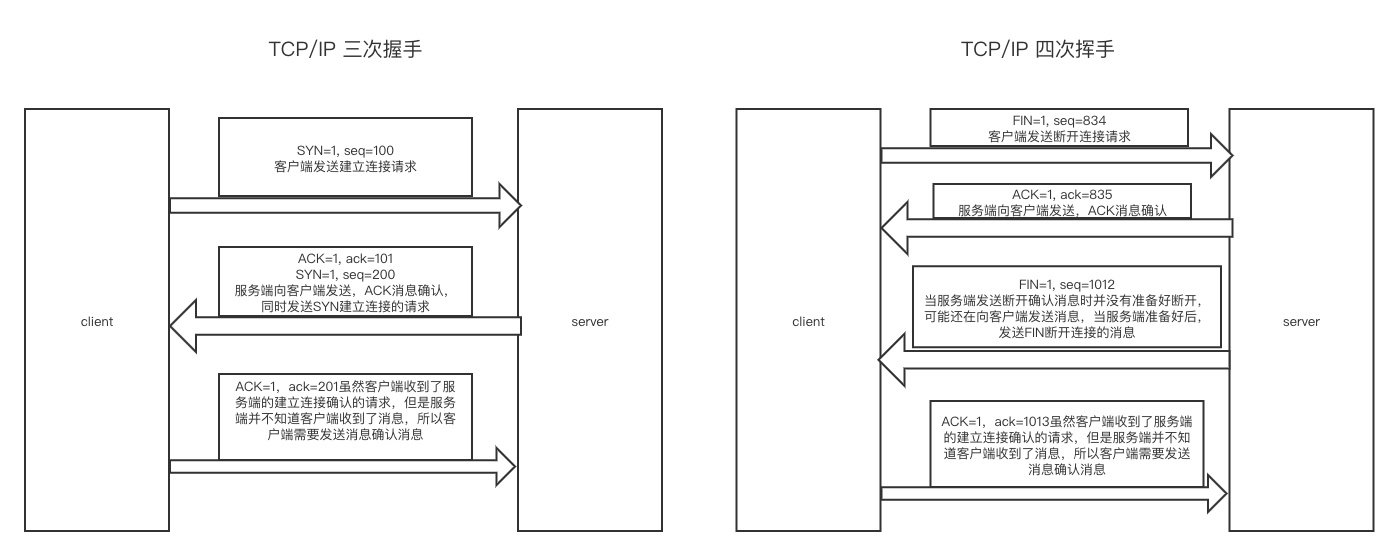 TCP/IP 三次握手
client
SYN=1, seq=100
客户端发送建立连接请求
ACK=1, ack=101
SYN=1, seq=200
服务端向客户端发送，ACK消息确认，
同时发送SYN建立连接的请求
ACK=1，ack=201虽然客户端收到了服
务端的建立连接确认的请求，但是服务
端并不知道客户端收到了消息，所以客
户端需要发送消息确认消息
server
TCP/IP 四次挥手
client
FIN=1, seq=834
客户端发送断开连接请求
ACK=1, ack=835
服务端向客户端发送，ACK消息确认
FIN=1, seq=1012
当服务端发送断开确认消息时并没有准备好断开，
可能还在向客户端发送消息，当服务端准备好后，
发送FIN断开连接的消息
ACK=1，ack=1013虽然客户端收到了服务端
的建立连接确认的请求，但是服务端并不知
道客户端收到了消息，所以客户端需要发送
消息确认消息
server